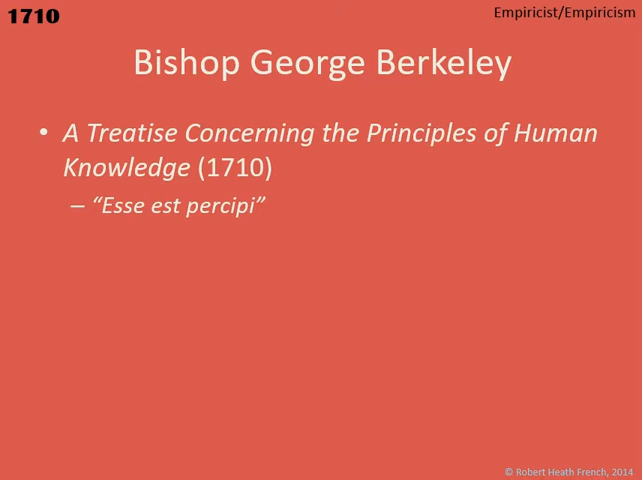 1710
Empiricist/Empiricism
Bishop George Berkeley
• A Treatise Concerning the Principles of Human
Knowledge (1710)
– “Esse est percipi”
© Robert Heath French, 2014